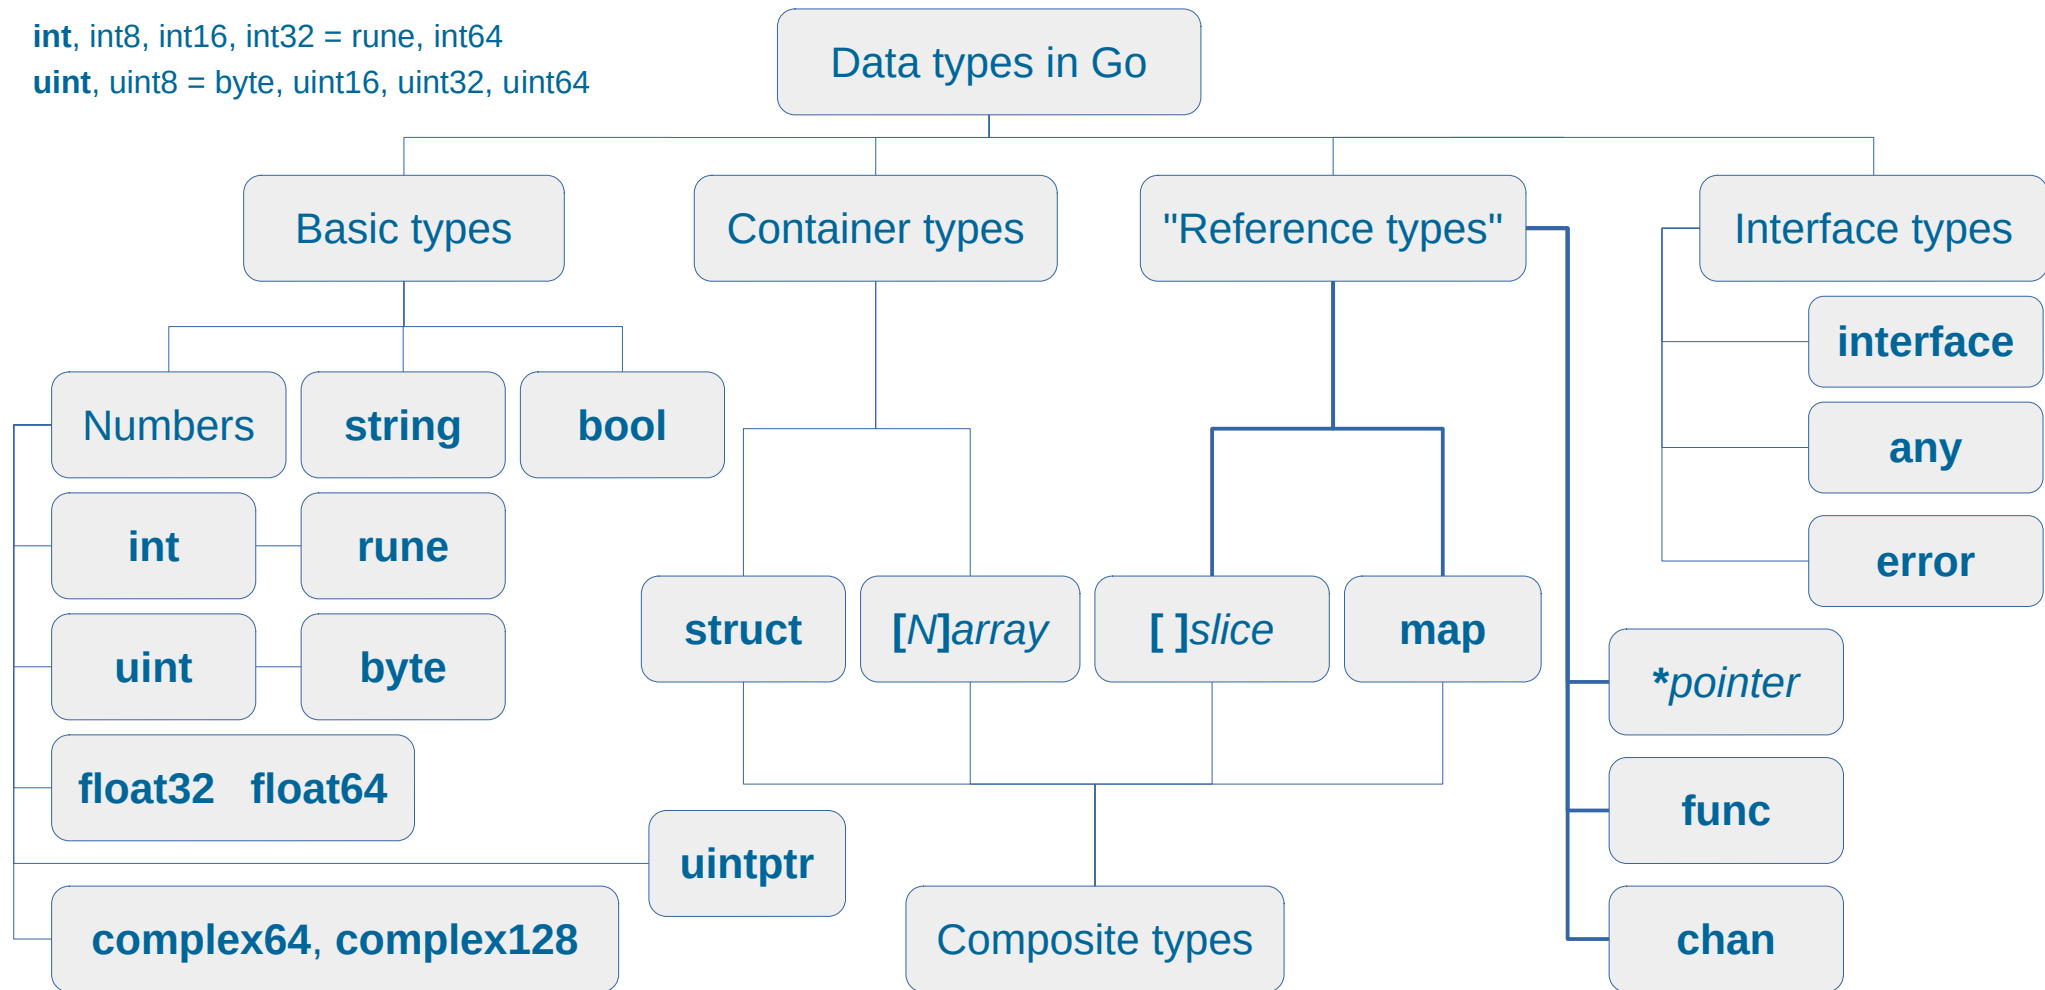 int, int8, int16, int32 = rune, int64
uint, uint8 = byte, uint16, uint32, uint64
Data types in Go
Basic types
Container types
"Reference types"
Interface types
interface
any
error
Numbers
string
bool
int
rune
uint
byte
float32 float64
uintptr
complex64, complex128
struct
[N]array
[ ]slice
map
Composite types
*pointer
func
chan